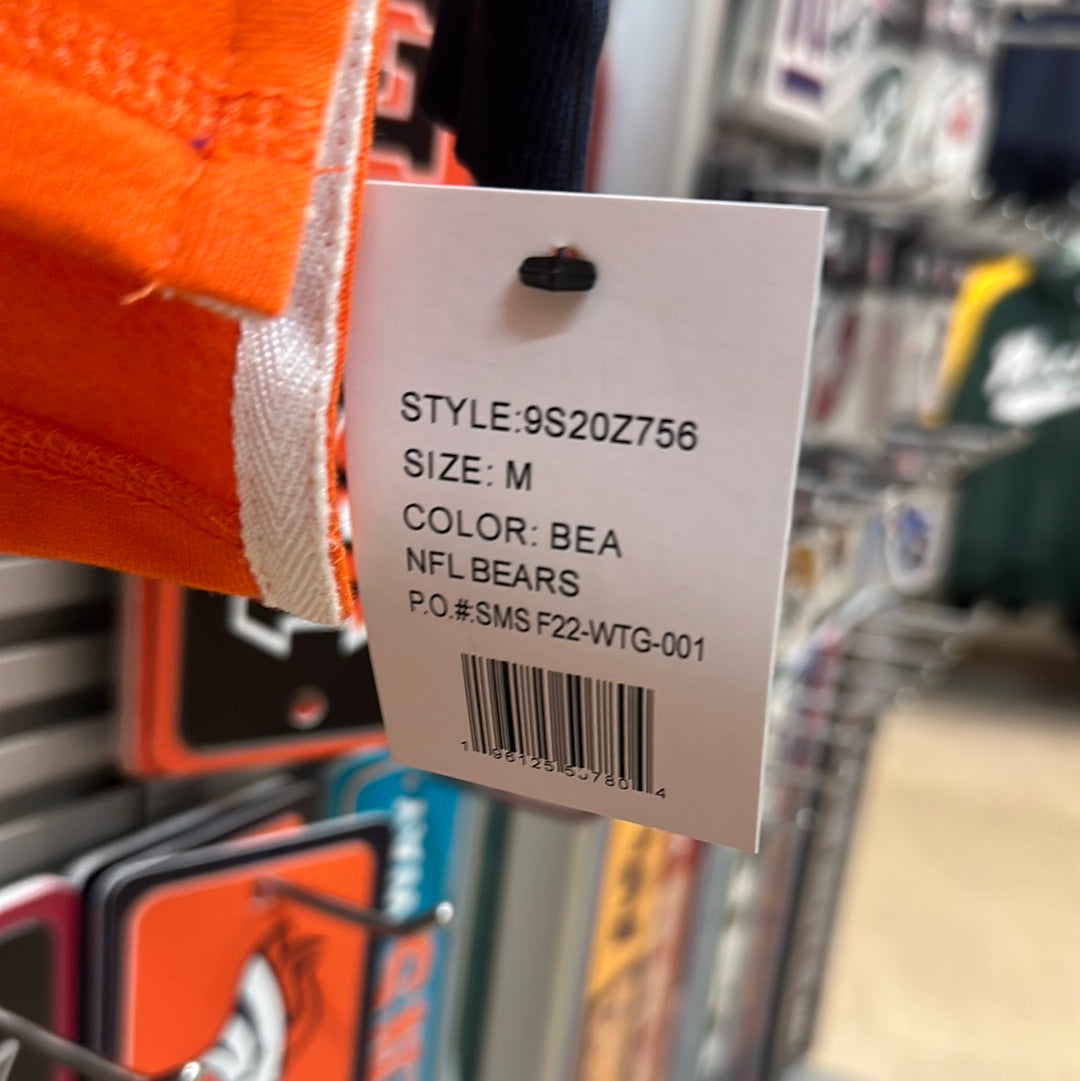 STYLE:9S20Z756
SIZE: M
COLOR: BEA
NFL BEARS
P.O.#:SMS F22-WTG-001